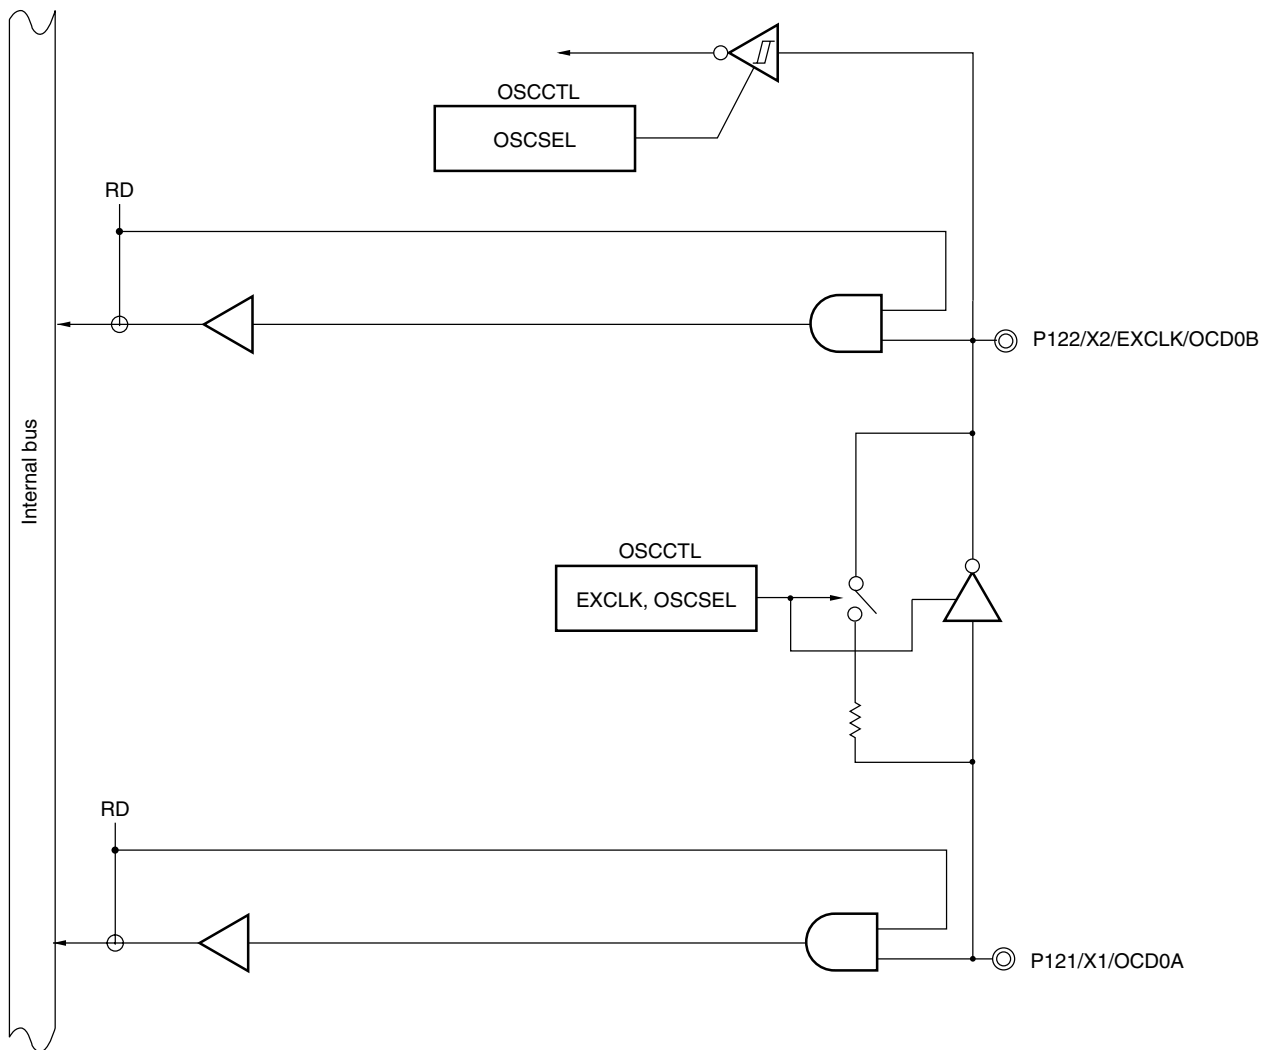 OSCCTL
OSCSEL
RD
P122/X2/EXCLK/OCD0B
Internal bus
OSCCTL
EXCLK, OSCSEL
RD
P121/X1/OCD0A